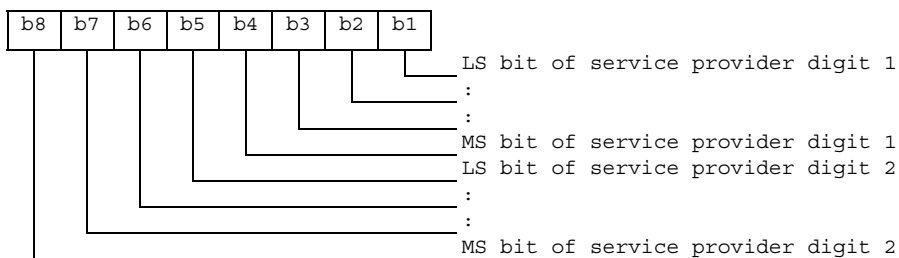 b8 b7 b6 b5 b4 b3 b2 b1
LS bit of service provider digit 1
:
:
MS bit of service provider digit 1
LS bit of service provider digit 2
:
:
MS bit of service provider digit 2